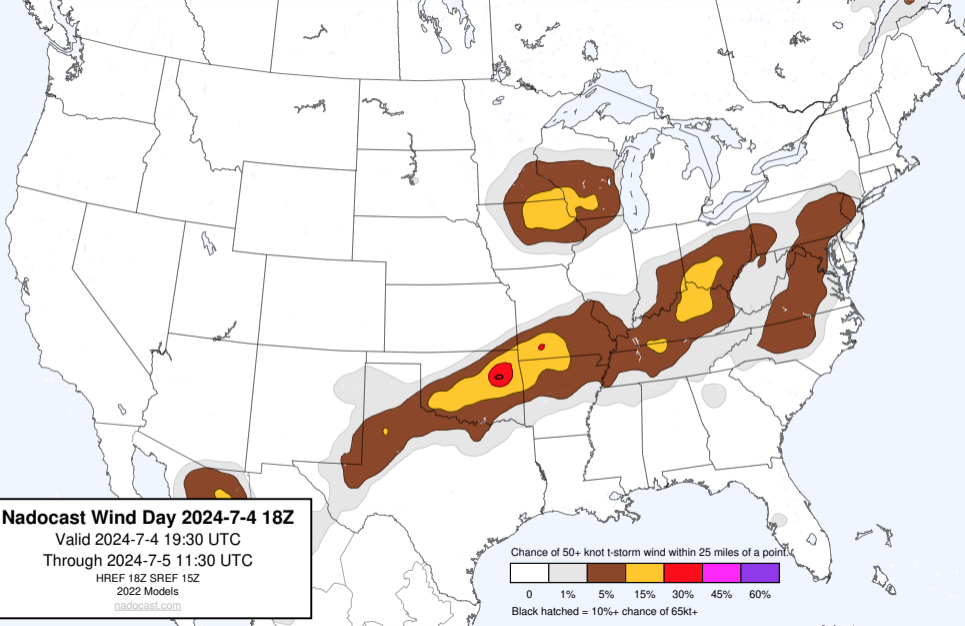 Nadocast Wind Day 2024-7-4 18Z
Valid 2024-7-4 19:30 UTC
Through 2024-7-5 11:30 UTC
HREF 18Z SREF 15Z
2022 Models
nadocast.com
Chance of 50+ knot t-storm wind within 25 miles of a point.
0 1% 5% 15% 30% 45% 60%
Black hatched = 10%+ chance of 65kt+